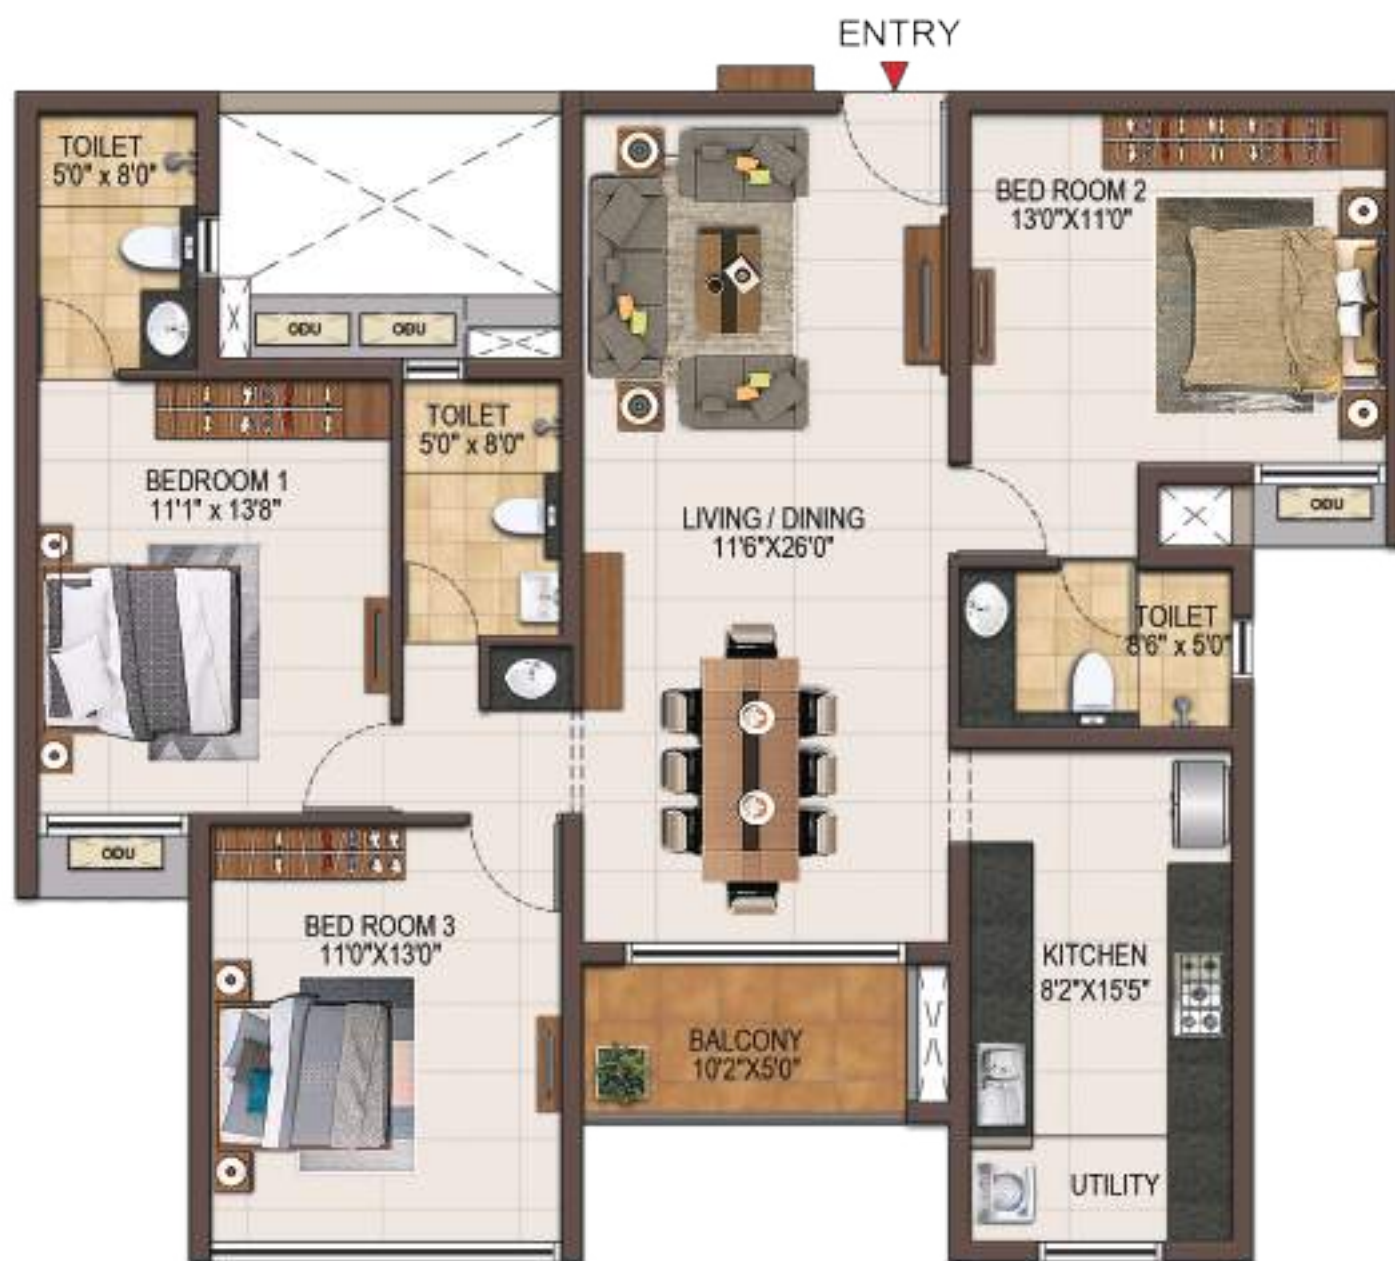 ENTRY
TOILET
5'0" x 8'0"
BED ROOM 2
13'0"X11'0"
ODU
ODU
TOILET
5'0" x 8'0"
BEDROOM 1
11'1" x 13'8"
LIVING / DINING
11'6"X26'0"
ODU
TOILET
8'6" x 5'0"
ODU
BED ROOM 3
11'0"X13'0"
KITCHEN
8'2"X15'5"
BALCONY
10'2"X5'0"
UTILITY